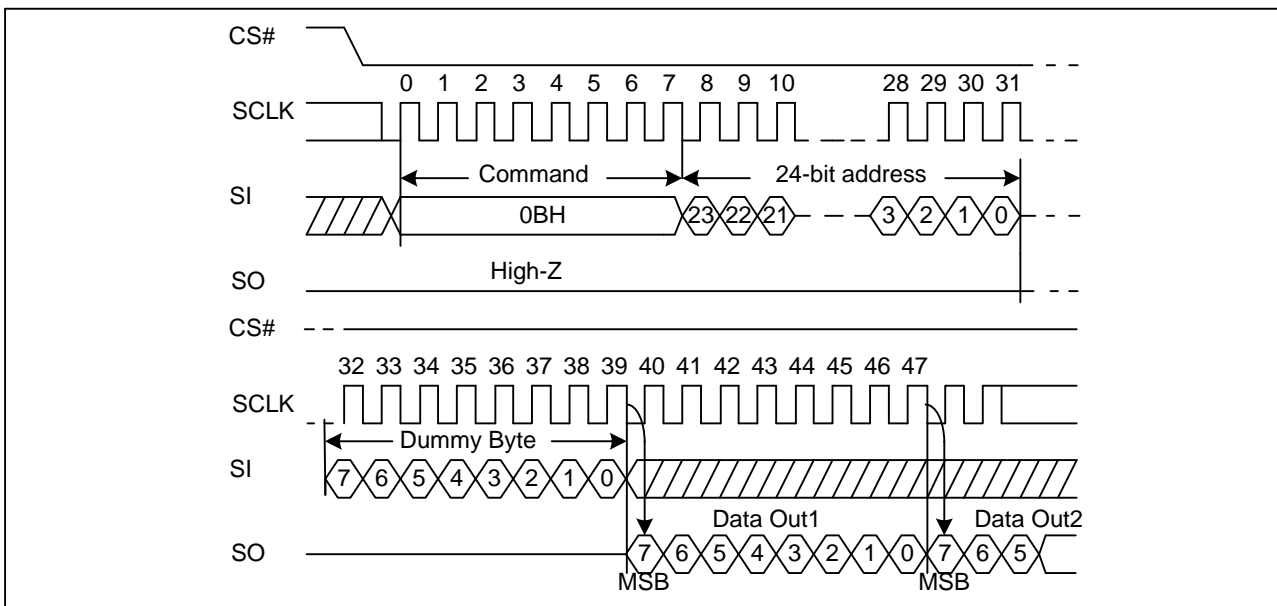 CS#
0 1 2 3 4 5 6 7 8 9 10 28 29 30 31
SCLK
Command 24-bit address
SI
0BH 23 22 21 3 2 1 0
High-Z
SO
CS#
32 33 34 35 36 37 38 39 40 41 42 43 44 45 46 47
SCLK
Dummy Byte
SI
7 6 5 4 3 2 1 0
Data Out1 Data Out2
SO
7 6 5 4 3 2 1 0 7 6 5
MSB MSB